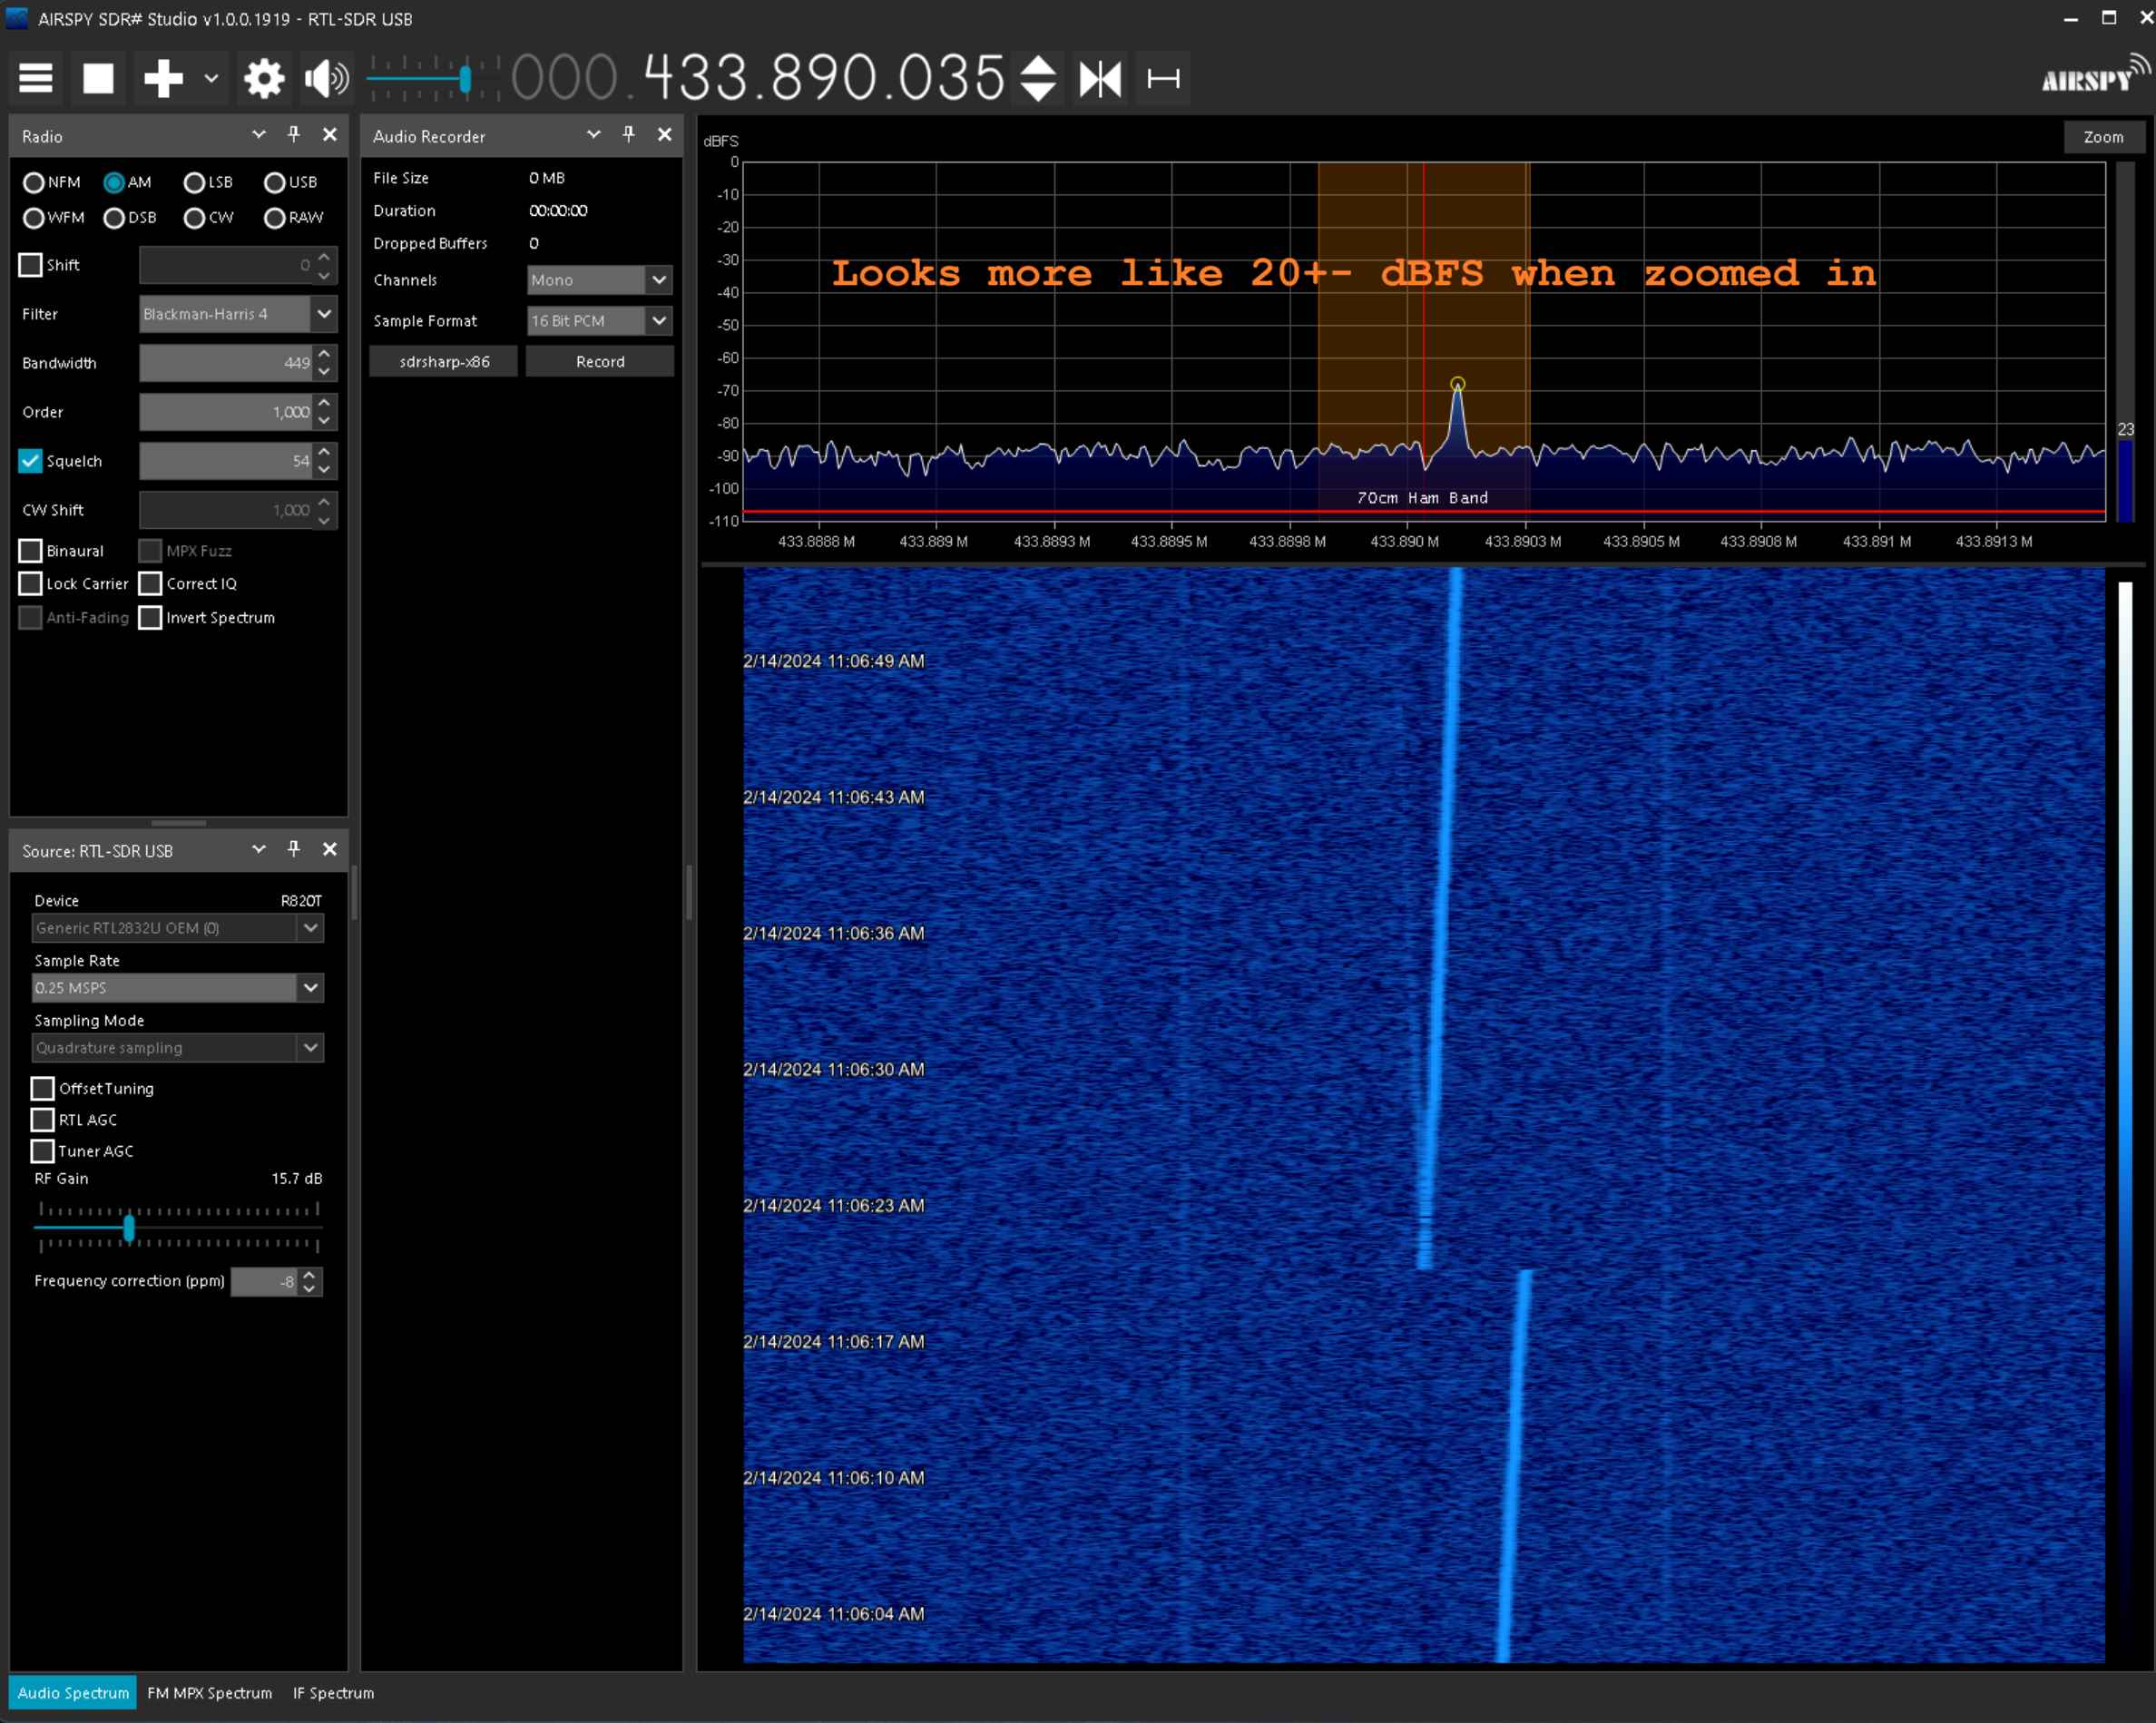 AIRSPY SDR# Studio v1.0.0.1919 - RTL-SDR USB
000.433.890.035
AIRSPY
Radio
NFM AM LSB USB
WFM DSB CW RAW
Shift 0
Filter Blackman-Harris 4
Bandwidth 449
Order 1,000
Squelch 54
CW Shift 1,000
Binaural MPX Fuzz
Lock Carrier Correct IQ
Anti-Fading Invert Spectrum
Source: RTL-SDR USB
Device R820T
Generic RTL2832U OEM (0)
Sample Rate
0.25 MSPS
Sampling Mode
Quadrature sampling
Offset Tuning
RTL AGC
Tuner AGC
RF Gain 15.7 dB
Frequency correction (ppm) -8
Audio Recorder
File Size 0 MB
Duration 00:00:00
Dropped Buffers 0
Channels Mono
Sample Format 16 Bit PCM
sdrsharp-x86 Record
dBFS
Zoom
0
-10
-20
-30
Looks more like 20+- dBFS when zoomed in
-40
-50
-60
-70
-80
23
-90
-100
70cm Ham Band
-110
433.8888 M 433.889 M 433.8893 M 433.8895 M 433.8898 M 433.890 M 433.8903 M 433.8905 M 433.8908 M 433.891 M 433.8913 M
2/14/2024 11:06:49 AM
2/14/2024 11:06:43 AM
2/14/2024 11:06:36 AM
2/14/2024 11:06:30 AM
2/14/2024 11:06:23 AM
2/14/2024 11:06:17 AM
2/14/2024 11:06:10 AM
2/14/2024 11:06:04 AM
Audio Spectrum FM MPX Spectrum IF Spectrum